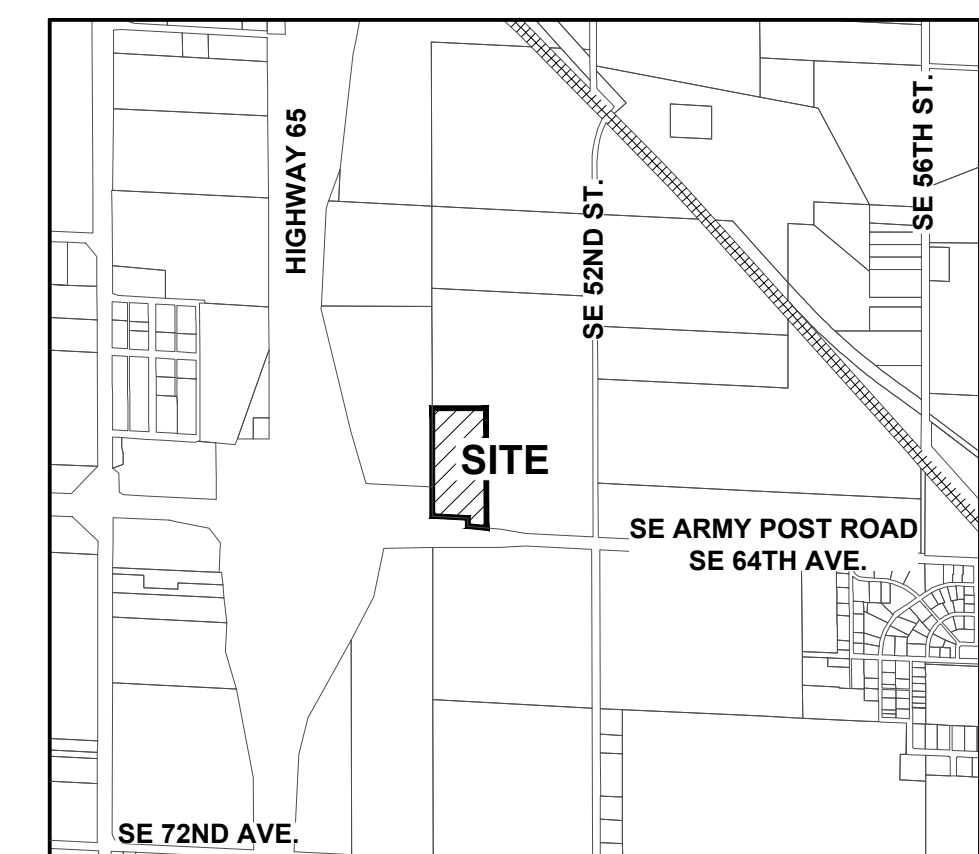 HIGHWAY 65
SE 56TH ST.
SE 52ND ST.
SITE
SE ARMY POST ROAD
SE 64TH AVE.
SE 72ND AVE.